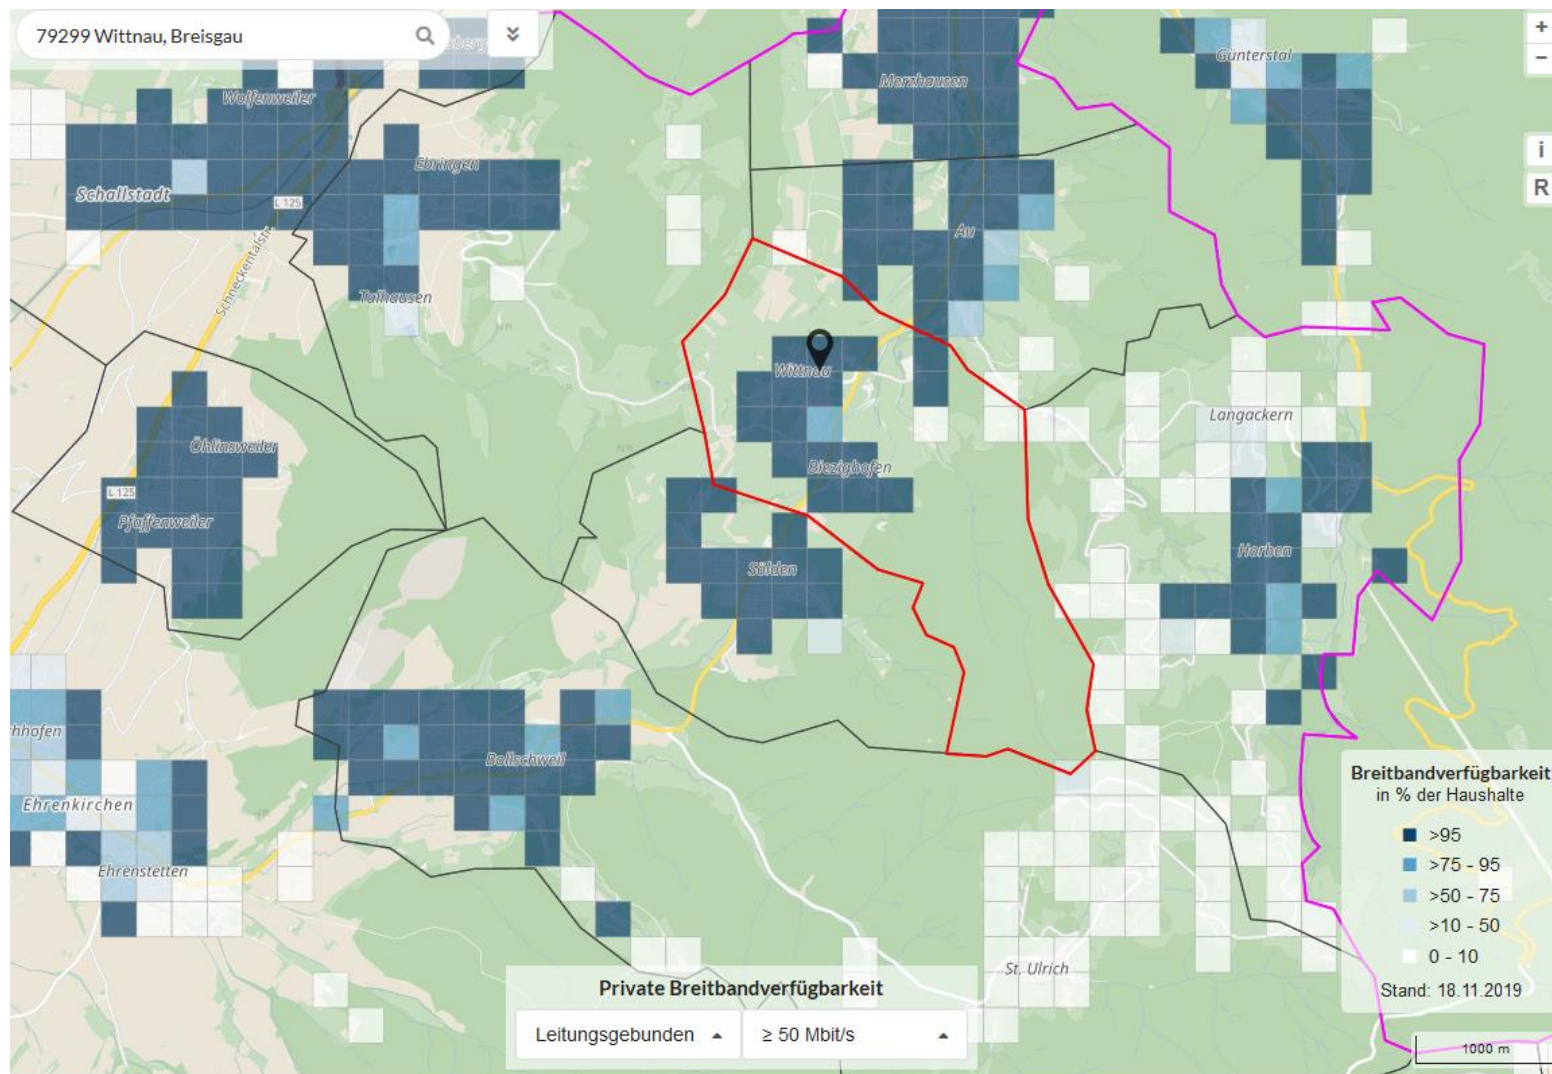 79299 Wittnau, Breisgau
+
−
Günterstal
Merzhausen
Wolfenweiler
Ebringen
i
R
Schallstadt
L 125
Au
Schneckentalstr.
Talhausen
Wittnau
Langackern
Öhlinsweiler
Biezighofen
L 125
Pfaffenweiler
Horben
Sölden
Bollschweil
Ehrenkirchen
Ehrenstetten
St. Ulrich
Breitbandverfügbarkeit
in % der Haushalte
>95
>75 - 95
>50 - 75
>10 - 50
0 - 10
Stand: 18.11.2019
Private Breitbandverfügbarkeit
Leitungsgebunden
≥ 50 Mbit/s
1000 m